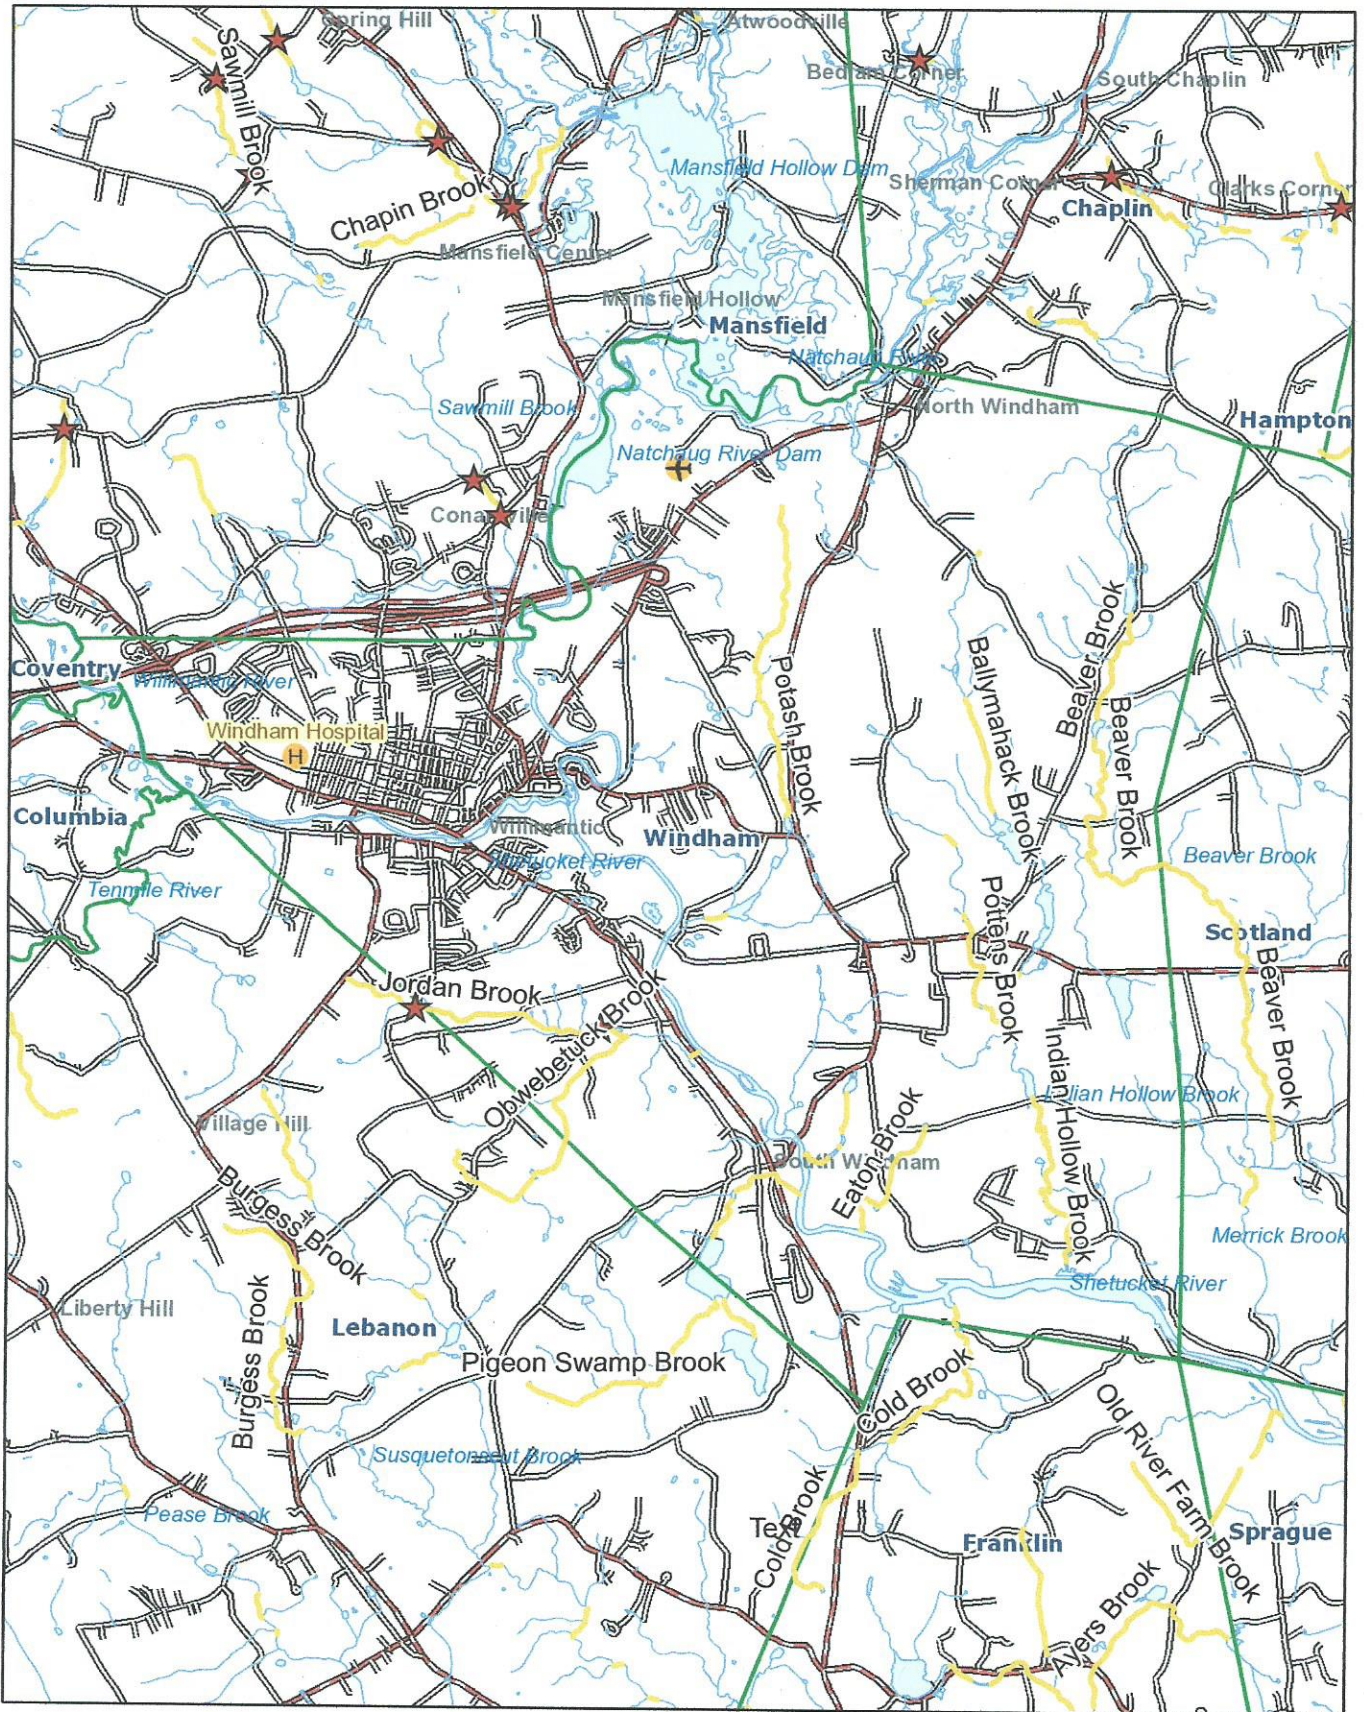 Spring Hill
Atwoodville
Sawmill Brook
Bedlam Corner
South Chaplin
Mansfield Hollow Dam
Sherman Corner
Clarks Corner
Chapin Brook
Chaplin
Mansfield Center
Mansfield Hollow
Mansfield
Natchaug River
Sawmill Brook
North Windham
Hampton
Natchaug River Dam
Conantville
Beaver Brook
Ballymahack Brook
Potash Brook
Coventry
Willimantic River
Beaver Brook
Windham Hospital
H
Columbia
Willimantic
Windham
Shetucket River
Beaver Brook
Tenmile River
Pottens Brook
Scotland
Beaver Brook
Jordan Brook
Obwebetuck Brook
Indian Hollow Brook
Indian Hollow Brook
Village Hill
Eaton Brook
South Windham
Burgess Brook
Merrick Brook
Shetucket River
Liberty Hill
Burgess Brook
Lebanon
Pigeon Swamp Brook
Cold Brook
Old River Farm Brook
Susquetonscut Brook
Cold Brook
Pease Brook
Text
Franklin
Sprague
Ayers Brook